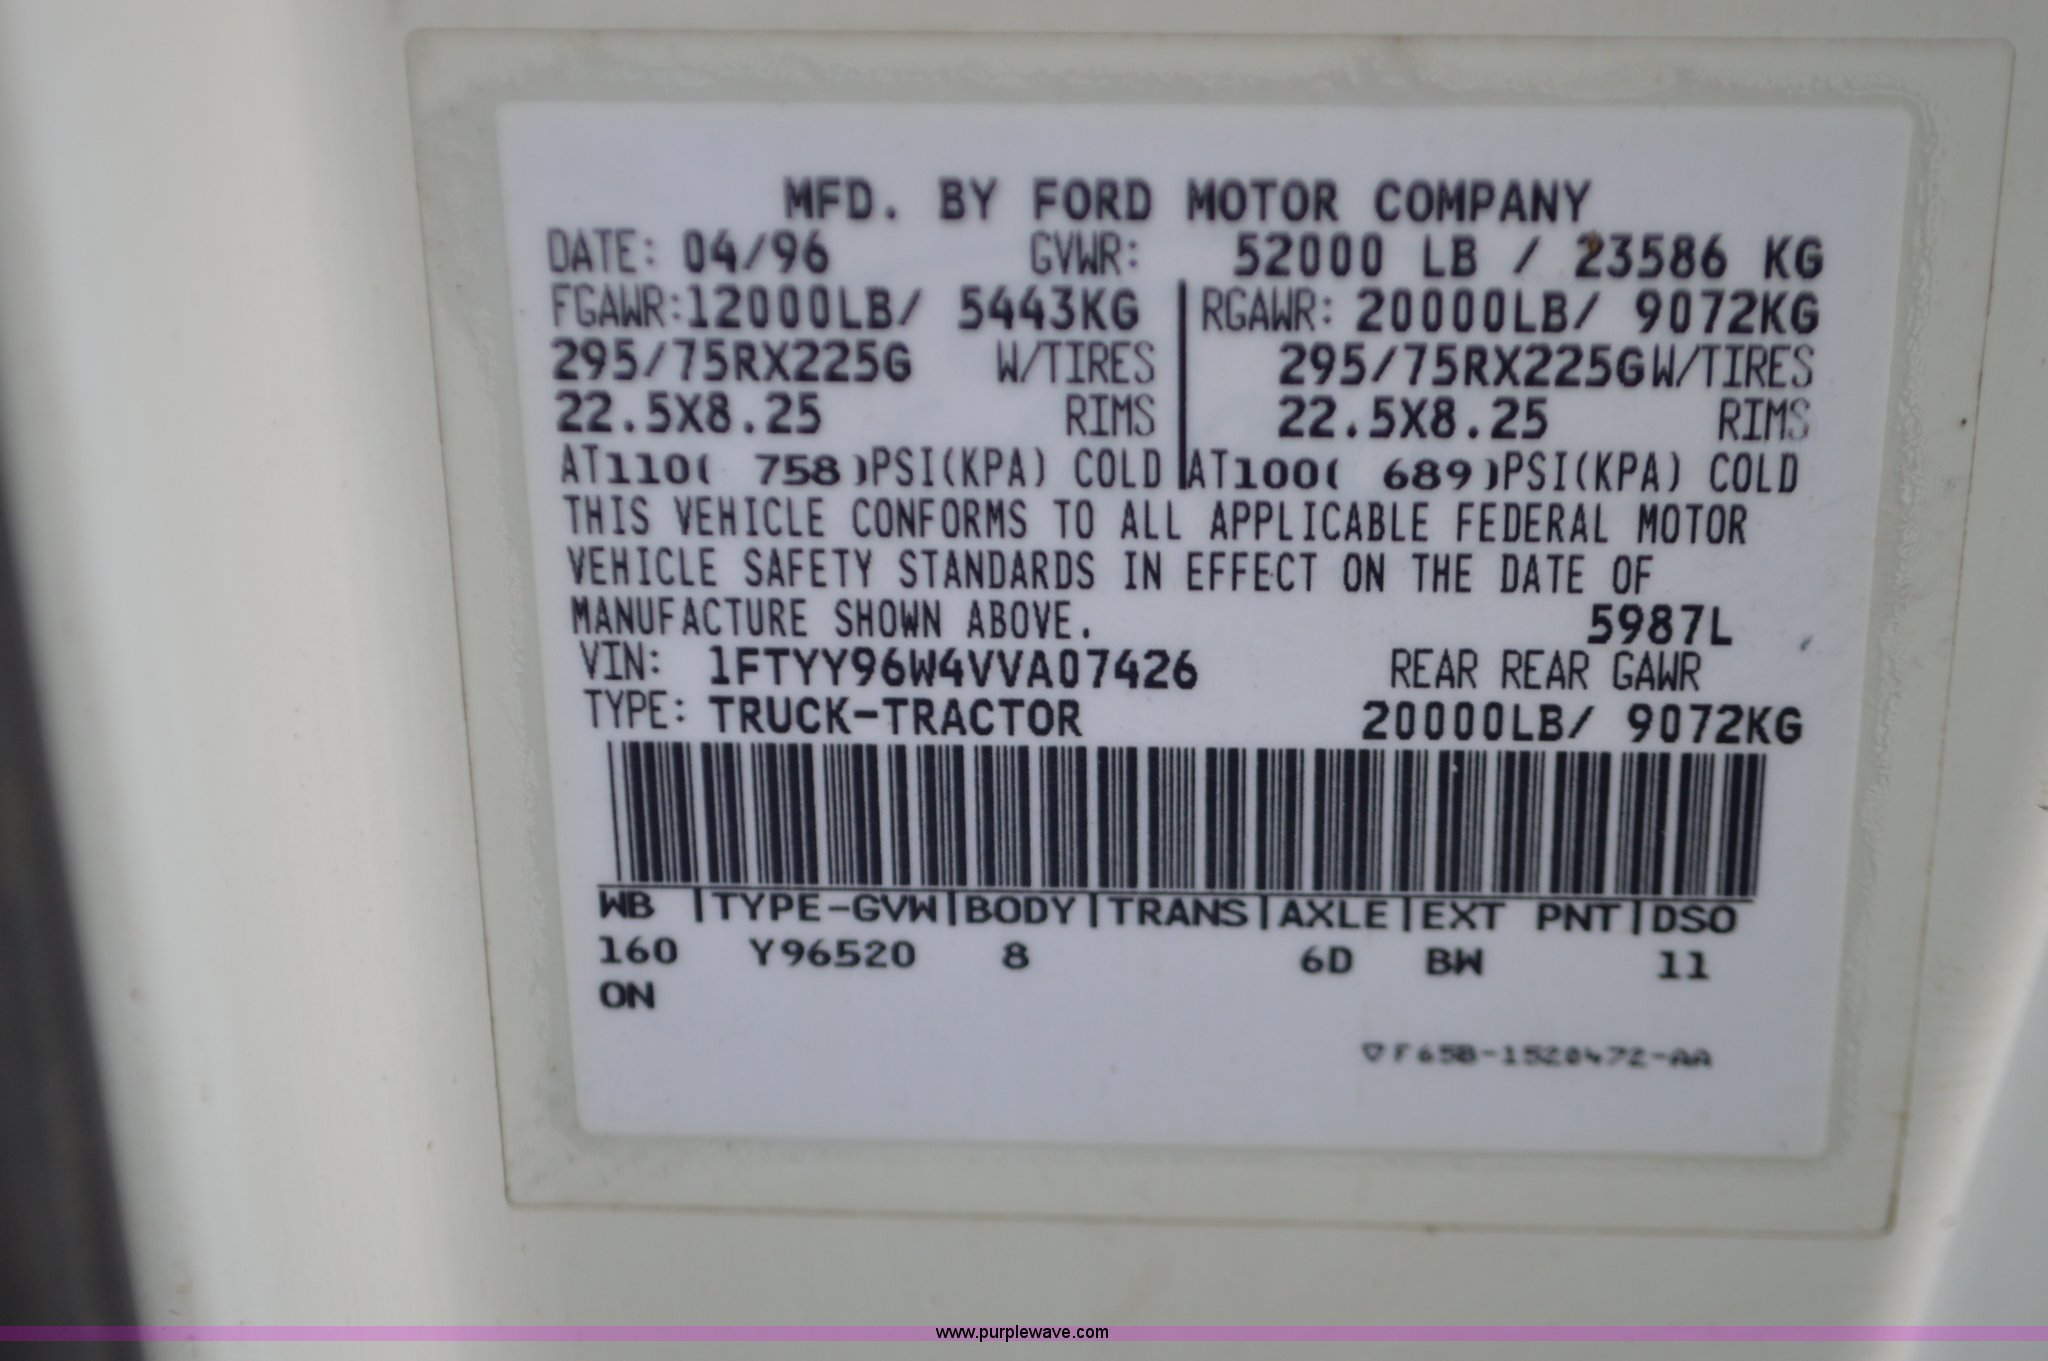 MFD. BY FORD MOTOR COMPANY
DATE: 04/96 GVWR: 52000 LB / 23586 KG
FGAWR:12000LB/ 5443KG RGAWR: 20000LB/ 9072KG
295/75RX225G W/TIRES 295/75RX225GW/TIRES
22.5X8.25 RIMS 22.5X8.25 RIMS
AT110( 758)PSI(KPA) COLD AT100( 689)PSI(KPA) COLD
THIS VEHICLE CONFORMS TO ALL APPLICABLE FEDERAL MOTOR
VEHICLE SAFETY STANDARDS IN EFFECT ON THE DATE OF
MANUFACTURE SHOWN ABOVE. 5987L
VIN: 1FTYY96W4VVA07426 REAR REAR GAWR
TYPE: TRUCK-TRACTOR 20000LB/ 9072KG
WB |TYPE-GVW|BODY|TRANS|AXLE|EXT PNT|DSO
160 Y96520 8 6D BW 11
ON
▽F65B-1520472-AA
www.purplewave.com